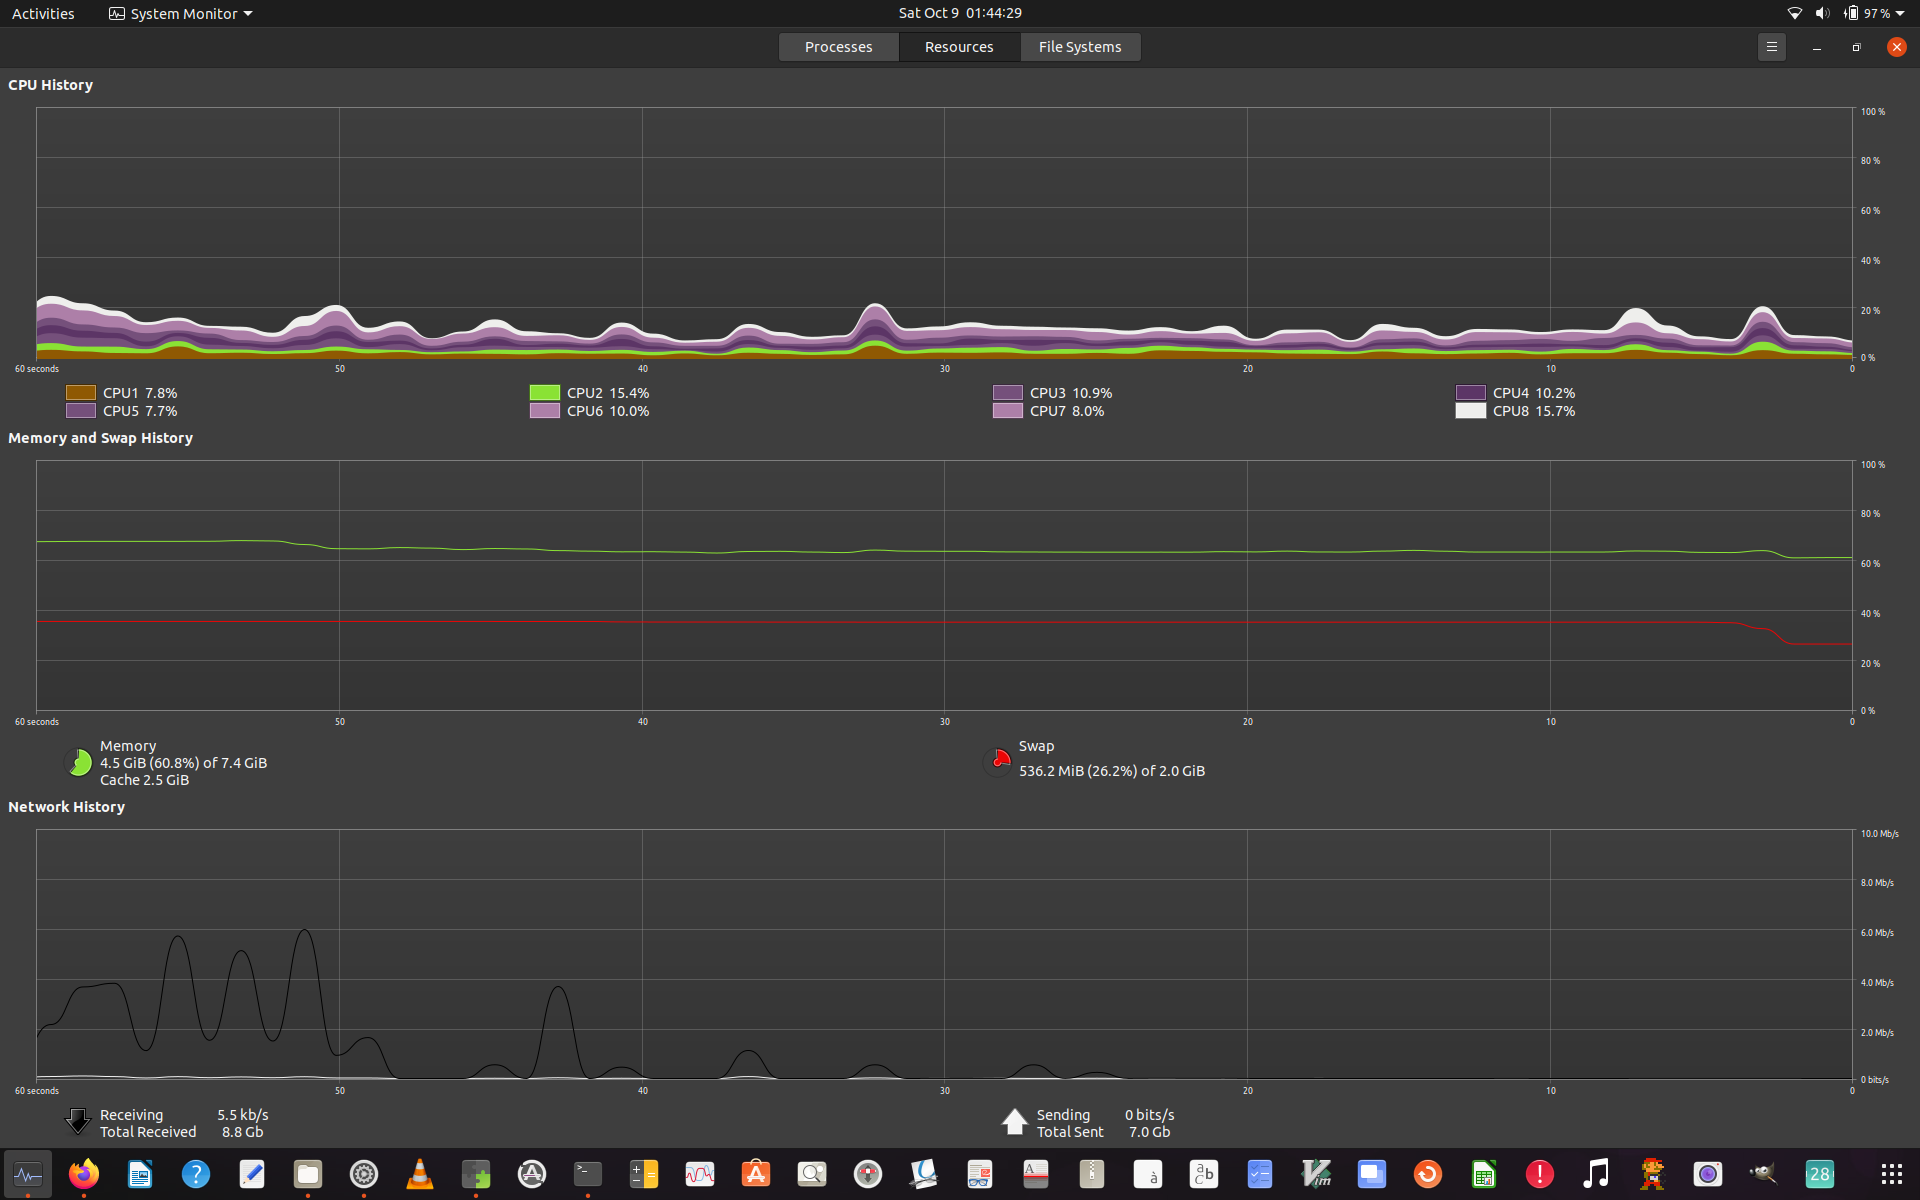 Activities System Monitor Sat Oct 9 01:44:29 97 %
Processes Resources File Systems
CPU History
100 %
80 %
60 %
40 %
20 %
0 %
60 seconds 50 40 30 20 10 0
CPU1 7.8% CPU2 15.4% CPU3 10.9% CPU4 10.2%
CPU5 7.7% CPU6 10.0% CPU7 8.0% CPU8 15.7%
Memory and Swap History
100 %
80 %
60 %
40 %
20 %
0 %
60 seconds 50 40 30 20 10 0
Memory
4.5 GiB (60.8%) of 7.4 GiB
Cache 2.5 GiB
Swap
536.2 MiB (26.2%) of 2.0 GiB
Network History
10.0 Mb/s
8.0 Mb/s
6.0 Mb/s
4.0 Mb/s
2.0 Mb/s
0 bits/s
60 seconds 50 40 30 20 10 0
Receiving 5.5 kb/s
Total Received 8.8 Gb
Sending 0 bits/s
Total Sent 7.0 Gb
? >_ A à a b c Vim ! 28